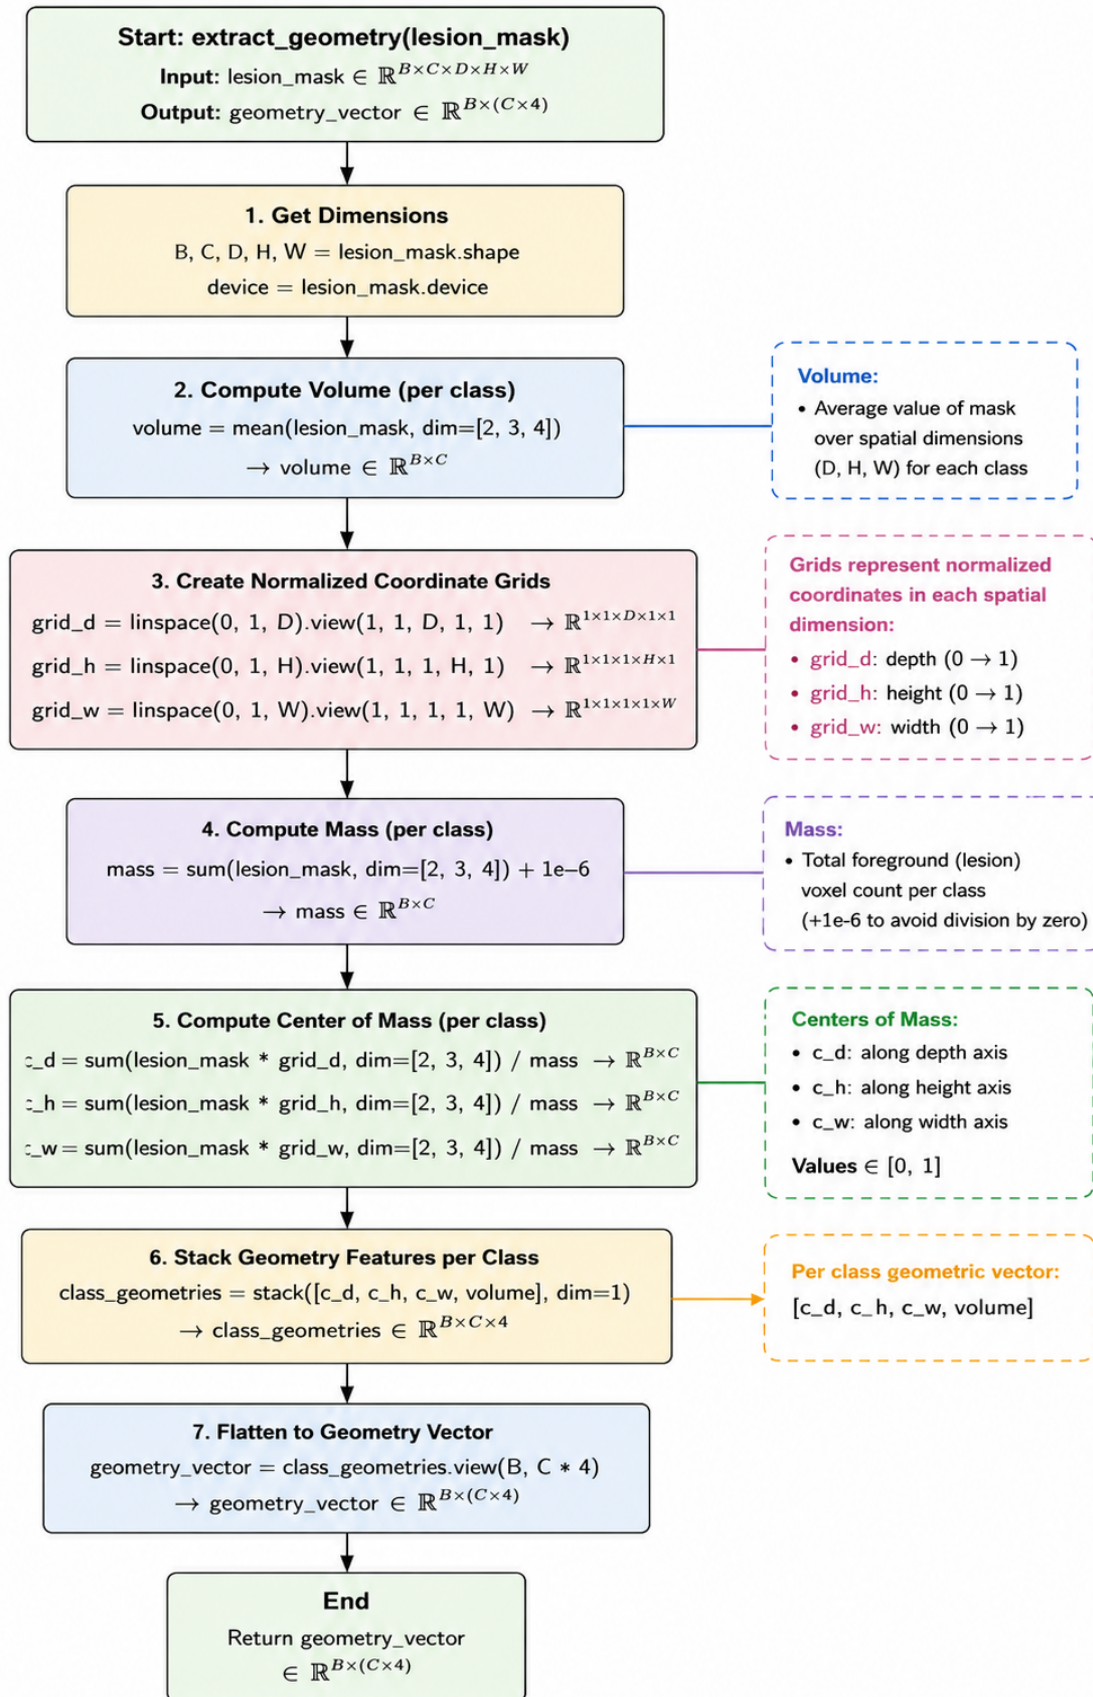 Start: extract_geometry(lesion_mask)
Input: lesion_mask ∈ ℝ^{B×C×D×H×W}
Output: geometry_vector ∈ ℝ^{B×(C×4)}
1. Get Dimensions
B, C, D, H, W = lesion_mask.shape
device = lesion_mask.device
2. Compute Volume (per class)
volume = mean(lesion_mask, dim=[2, 3, 4])
→ volume ∈ ℝ^{B×C}
Volume:
• Average value of mask
over spatial dimensions
(D, H, W) for each class
3. Create Normalized Coordinate Grids
grid_d = linspace(0, 1, D).view(1, 1, D, 1, 1) → ℝ^{1×1×D×1×1}
grid_h = linspace(0, 1, H).view(1, 1, 1, H, 1) → ℝ^{1×1×1×H×1}
grid_w = linspace(0, 1, W).view(1, 1, 1, 1, W) → ℝ^{1×1×1×1×W}
Grids represent normalized
coordinates in each spatial
dimension:
• grid_d: depth (0 → 1)
• grid_h: height (0 → 1)
• grid_w: width (0 → 1)
4. Compute Mass (per class)
mass = sum(lesion_mask, dim=[2, 3, 4]) + 1e−6
→ mass ∈ ℝ^{B×C}
Mass:
• Total foreground (lesion)
voxel count per class
(+1e-6 to avoid division by zero)
5. Compute Center of Mass (per class)
c_d = sum(lesion_mask * grid_d, dim=[2, 3, 4]) / mass → ℝ^{B×C}
c_h = sum(lesion_mask * grid_h, dim=[2, 3, 4]) / mass → ℝ^{B×C}
c_w = sum(lesion_mask * grid_w, dim=[2, 3, 4]) / mass → ℝ^{B×C}
Centers of Mass:
• c_d: along depth axis
• c_h: along height axis
• c_w: along width axis
Values ∈ [0, 1]
6. Stack Geometry Features per Class
class_geometries = stack([c_d, c_h, c_w, volume], dim=1)
→ class_geometries ∈ ℝ^{B×C×4}
Per class geometric vector:
[c_d, c_h, c_w, volume]
7. Flatten to Geometry Vector
geometry_vector = class_geometries.view(B, C * 4)
→ geometry_vector ∈ ℝ^{B×(C×4)}
End
Return geometry_vector
∈ ℝ^{B×(C×4)}